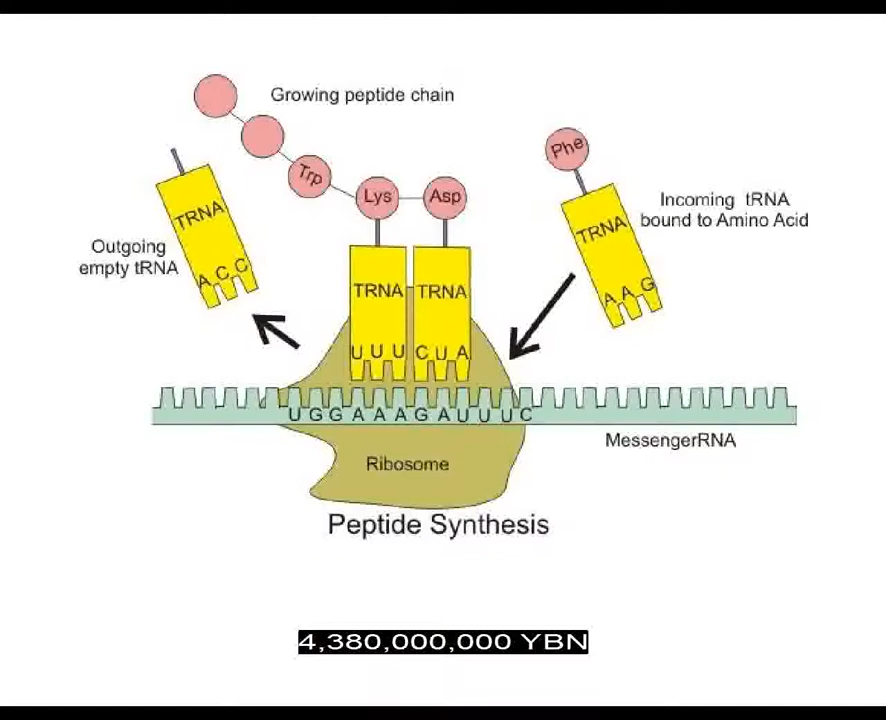 Growing peptide chain
Phe
Trp
Lys
Asp
Incoming tRNA
bound to Amino Acid
TRNA
TRNA
Outgoing
empty tRNA
A C C
TRNA
TRNA
A A G
U U U
C U A
U G G A A A G A U U U C
MessengerRNA
Ribosome
Peptide Synthesis
4,380,000,000 YBN